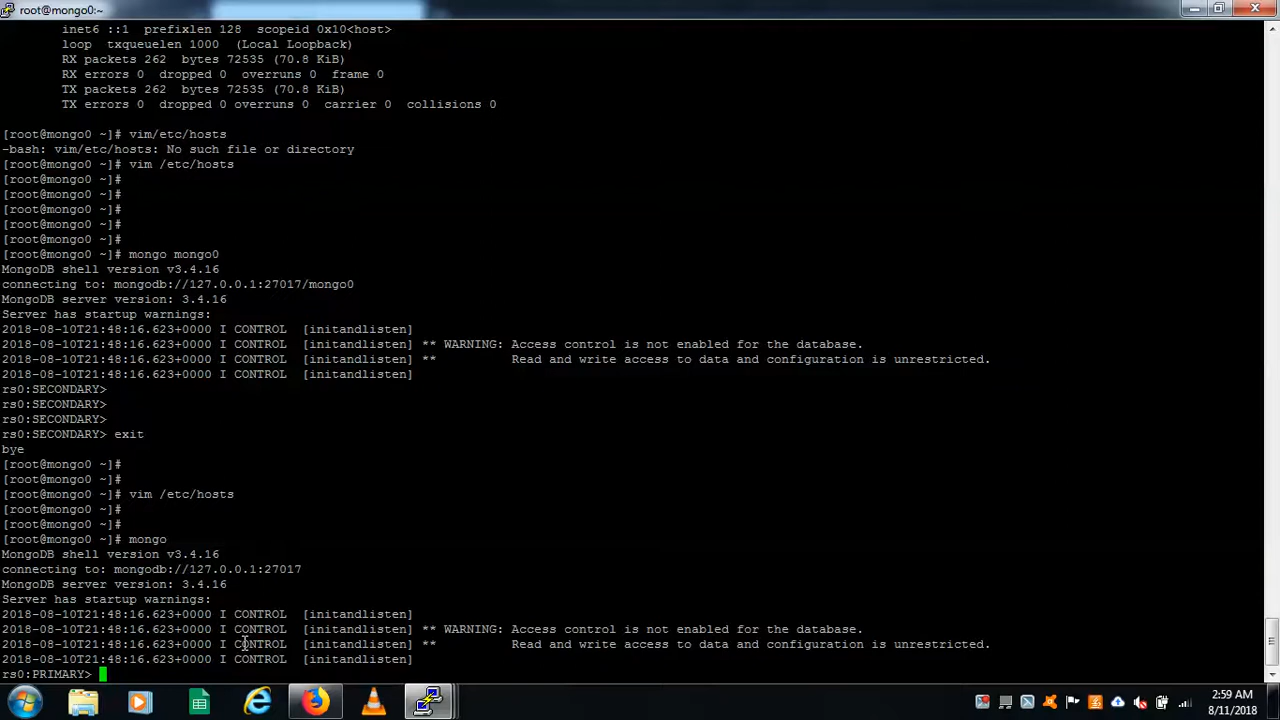 root@mongo0:~
inet6 ::1  prefixlen 128  scopeid 0x10<host>
loop  txqueuelen 1000  (Local Loopback)
RX packets 262  bytes 72535 (70.8 KiB)
RX errors 0  dropped 0  overruns 0  frame 0
TX packets 262  bytes 72535 (70.8 KiB)
TX errors 0  dropped 0 overruns 0  carrier 0  collisions 0
[root@mongo0 ~]# vim/etc/hosts
-bash: vim/etc/hosts: No such file or directory
[root@mongo0 ~]# vim /etc/hosts
[root@mongo0 ~]#
[root@mongo0 ~]#
[root@mongo0 ~]#
[root@mongo0 ~]#
[root@mongo0 ~]#
[root@mongo0 ~]# mongo mongo0
MongoDB shell version v3.4.16
connecting to: mongodb://127.0.0.1:27017/mongo0
MongoDB server version: 3.4.16
Server has startup warnings:
2018-08-10T21:48:16.623+0000 I CONTROL  [initandlisten]
2018-08-10T21:48:16.623+0000 I CONTROL  [initandlisten] ** WARNING: Access control is not enabled for the database.
2018-08-10T21:48:16.623+0000 I CONTROL  [initandlisten] **          Read and write access to data and configuration is unrestricted.
2018-08-10T21:48:16.623+0000 I CONTROL  [initandlisten]
rs0:SECONDARY>
rs0:SECONDARY>
rs0:SECONDARY>
rs0:SECONDARY> exit
bye
[root@mongo0 ~]#
[root@mongo0 ~]#
[root@mongo0 ~]# vim /etc/hosts
[root@mongo0 ~]#
[root@mongo0 ~]#
[root@mongo0 ~]# mongo
MongoDB shell version v3.4.16
connecting to: mongodb://127.0.0.1:27017
MongoDB server version: 3.4.16
Server has startup warnings:
2018-08-10T21:48:16.623+0000 I CONTROL  [initandlisten]
2018-08-10T21:48:16.623+0000 I CONTROL  [initandlisten] ** WARNING: Access control is not enabled for the database.
2018-08-10T21:48:16.623+0000 I CONTROL  [initandlisten] **          Read and write access to data and configuration is unrestricted.
2018-08-10T21:48:16.623+0000 I CONTROL  [initandlisten]
rs0:PRIMARY>
2:59 AM
8/11/2018